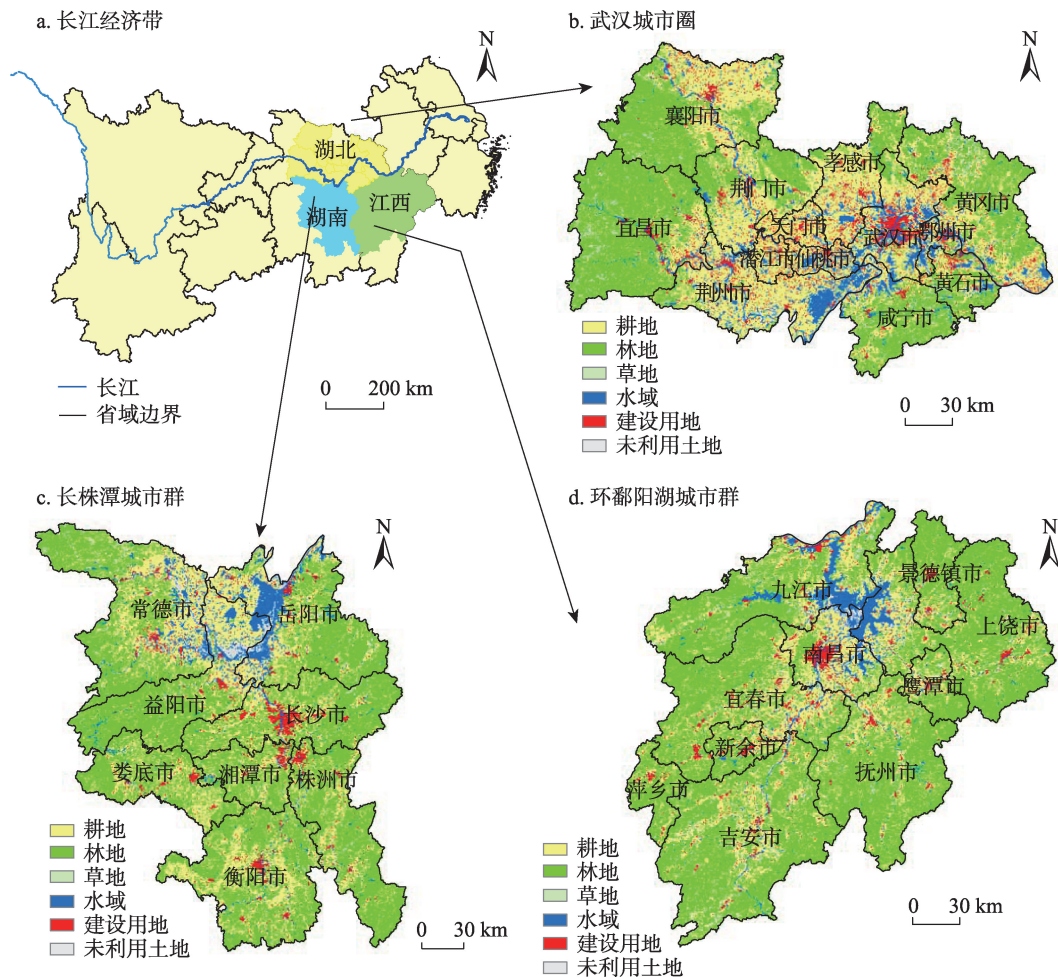 a. 长江经济带
N
湖北
湖南
江西
长江
省域边界
0 200 km
b. 武汉城市圈
N
襄阳市
孝感市
荆门市
黄冈市
宜昌市
天门市
武汉市
鄂州市
潜江市
仙桃市
荆州市
黄石市
咸宁市
耕地
林地
草地
水域
建设用地
未利用土地
0 30 km
c. 长株潭城市群
N
常德市
岳阳市
益阳市
长沙市
娄底市
湘潭市
株洲市
衡阳市
耕地
林地
草地
水域
建设用地
未利用土地
0 30 km
d. 环鄱阳湖城市群
N
景德镇市
九江市
上饶市
南昌市
鹰潭市
宜春市
新余市
抚州市
萍乡市
吉安市
耕地
林地
草地
水域
建设用地
未利用土地
0 30 km